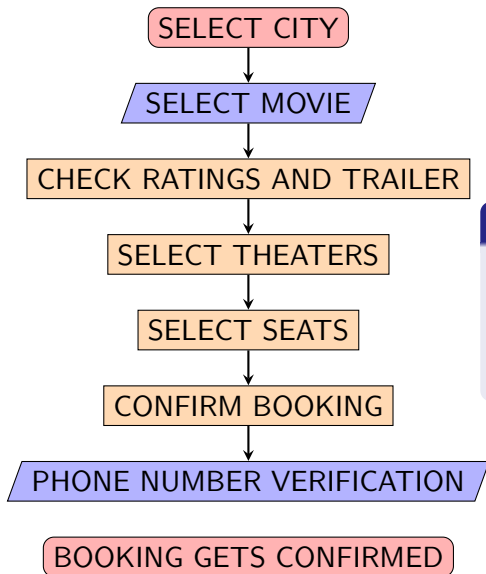 SELECT CITY
SELECT MOVIE
CHECK RATINGS AND TRAILER
SELECT THEATERS
SELECT SEATS
CONFIRM BOOKING
PHONE NUMBER VERIFICATION
BOOKING GETS CONFIRMED